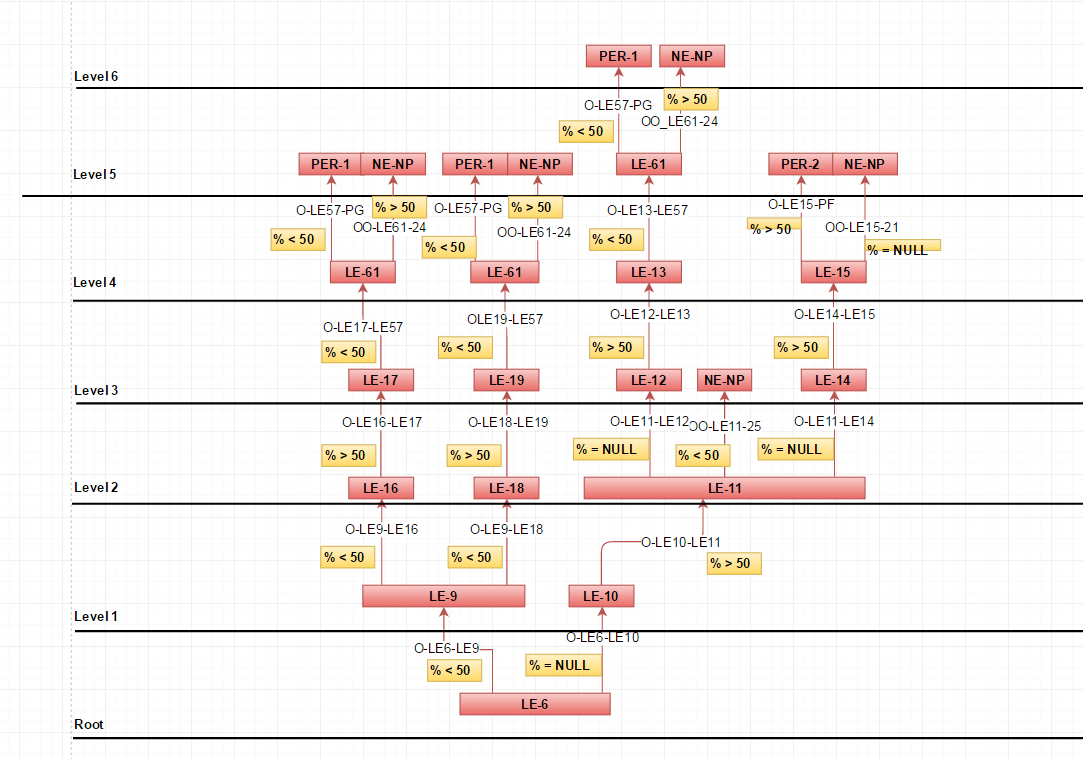 PER-1 NE-NP
Level 6
% > 50
O-LE57-PG
OO_LE61-24
% < 50
PER-1 NE-NP PER-1 NE-NP LE-61 PER-2 NE-NP
Level 5
O-LE57-PG % > 50 O-LE57-PG % > 50 O-LE13-LE57 O-LE15-PF
OO-LE61-24 OO-LE61-24 % > 50 OO-LE15-21
% < 50 % < 50 % < 50 % = NULL
LE-61 LE-61 LE-13 LE-15
Level 4
O-LE17-LE57 OLE19-LE57 O-LE12-LE13 O-LE14-LE15
% < 50 % < 50 % > 50 % > 50
LE-17 LE-19 LE-12 NE-NP LE-14
Level 3
O-LE16-LE17 O-LE18-LE19 O-LE11-LE12 OO-LE11-25 O-LE11-LE14
% > 50 % > 50 % = NULL % < 50 % = NULL
LE-16 LE-18 LE-11
Level 2
O-LE9-LE16 O-LE9-LE18 O-LE10-LE11
% < 50 % < 50 % > 50
LE-9 LE-10
Level 1
O-LE6-LE9 O-LE6-LE10
% < 50 % = NULL
LE-6
Root